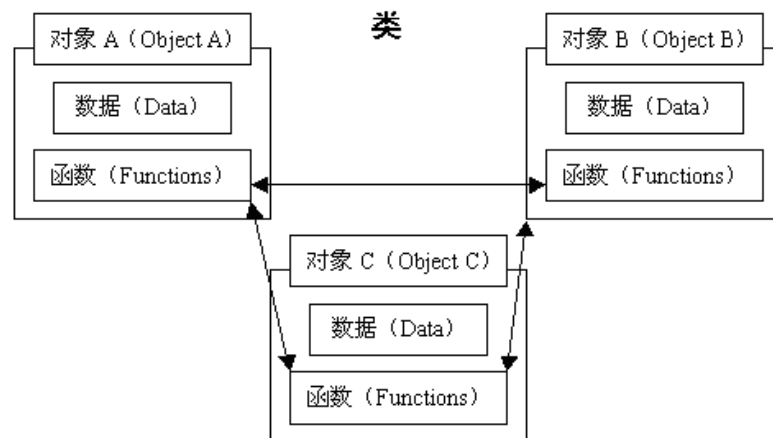 类
对象 A（Object A）
数据（Data）
函数（Functions）
对象 B（Object B）
数据（Data）
函数（Functions）
对象 C（Object C）
数据（Data）
函数（Functions）